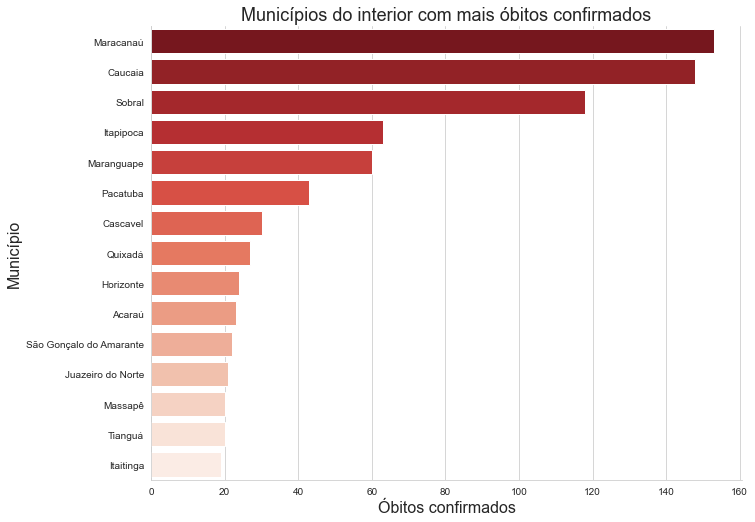 Municípios do interior com mais óbitos confirmados
Município
Maracanaú
Caucaia
Sobral
Itapipoca
Maranguape
Pacatuba
Cascavel
Quixadá
Horizonte
Acaraú
São Gonçalo do Amarante
Juazeiro do Norte
Massapê
Tianguá
Itaitinga
0 20 40 60 80 100 120 140 160
Óbitos confirmados